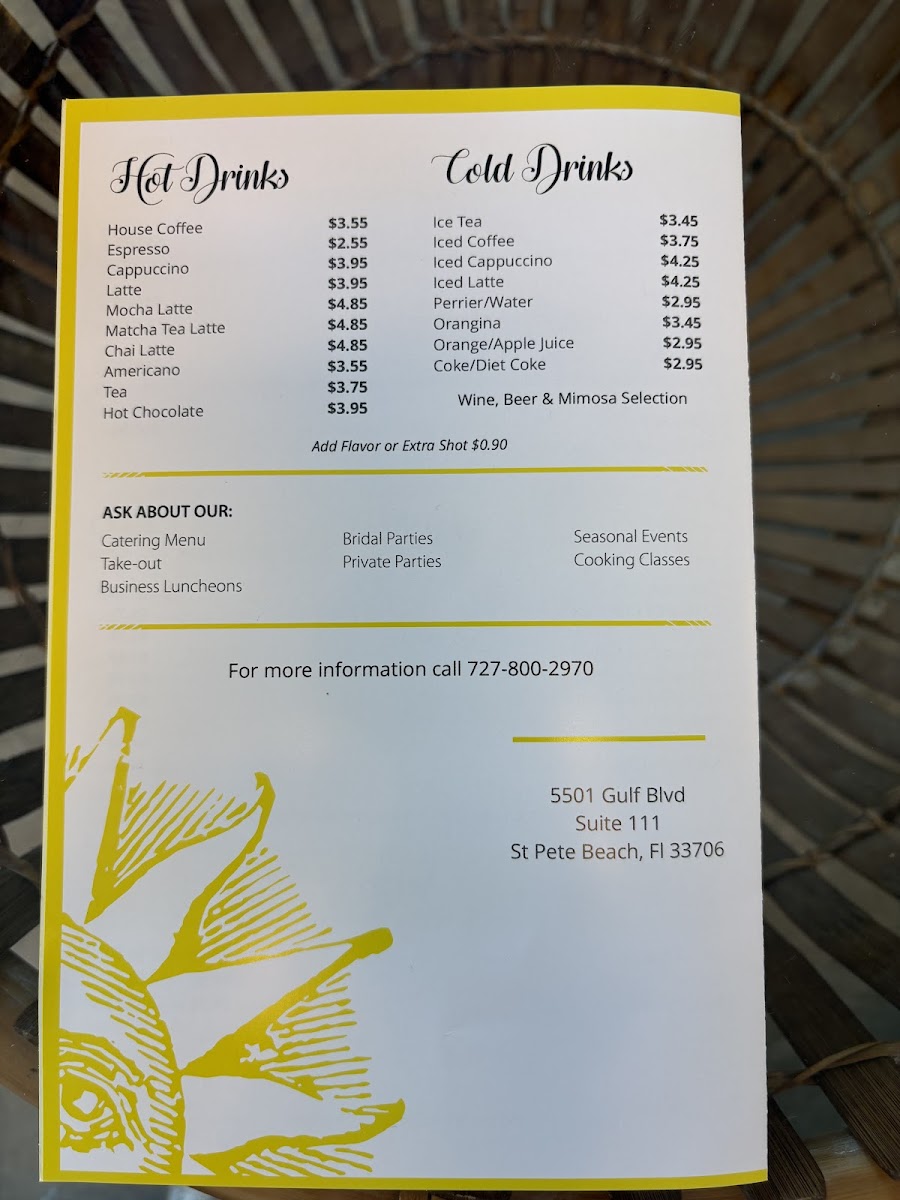 Hot Drinks
House Coffee $3.55
Espresso $2.55
Cappuccino $3.95
Latte $3.95
Mocha Latte $4.85
Matcha Tea Latte $4.85
Chai Latte $4.85
Americano $3.55
Tea $3.75
Hot Chocolate $3.95
Cold Drinks
Ice Tea $3.45
Iced Coffee $3.75
Iced Cappuccino $4.25
Iced Latte $4.25
Perrier/Water $2.95
Orangina $3.45
Orange/Apple Juice $2.95
Coke/Diet Coke $2.95
Wine, Beer & Mimosa Selection
Add Flavor or Extra Shot $0.90
ASK ABOUT OUR:
Catering Menu
Take-out
Business Luncheons
Bridal Parties
Private Parties
Seasonal Events
Cooking Classes
For more information call 727-800-2970
5501 Gulf Blvd
Suite 111
St Pete Beach, Fl 33706